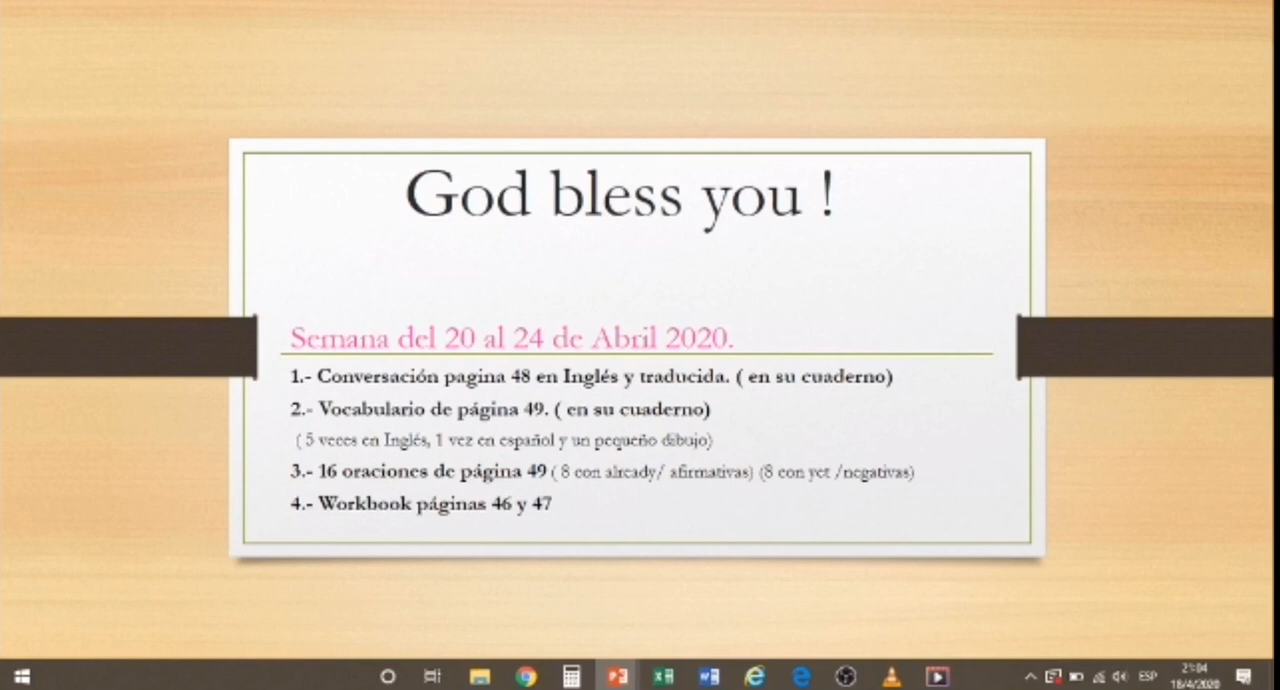 God bless you !
Semana del 20 al 24 de Abril 2020.
1.- Conversación pagina 48 en Inglés y traducida. ( en su cuaderno)
2.- Vocabulario de página 49. ( en su cuaderno)
( 5 veces en Inglés, 1 vez en español y un pequeño dibujo)
3.- 16 oraciones de página 49 ( 8 con already/ afirmativas) (8 con yet /negativas)
4.- Workbook páginas 46 y 47
ESP
21:04
18/4/2020